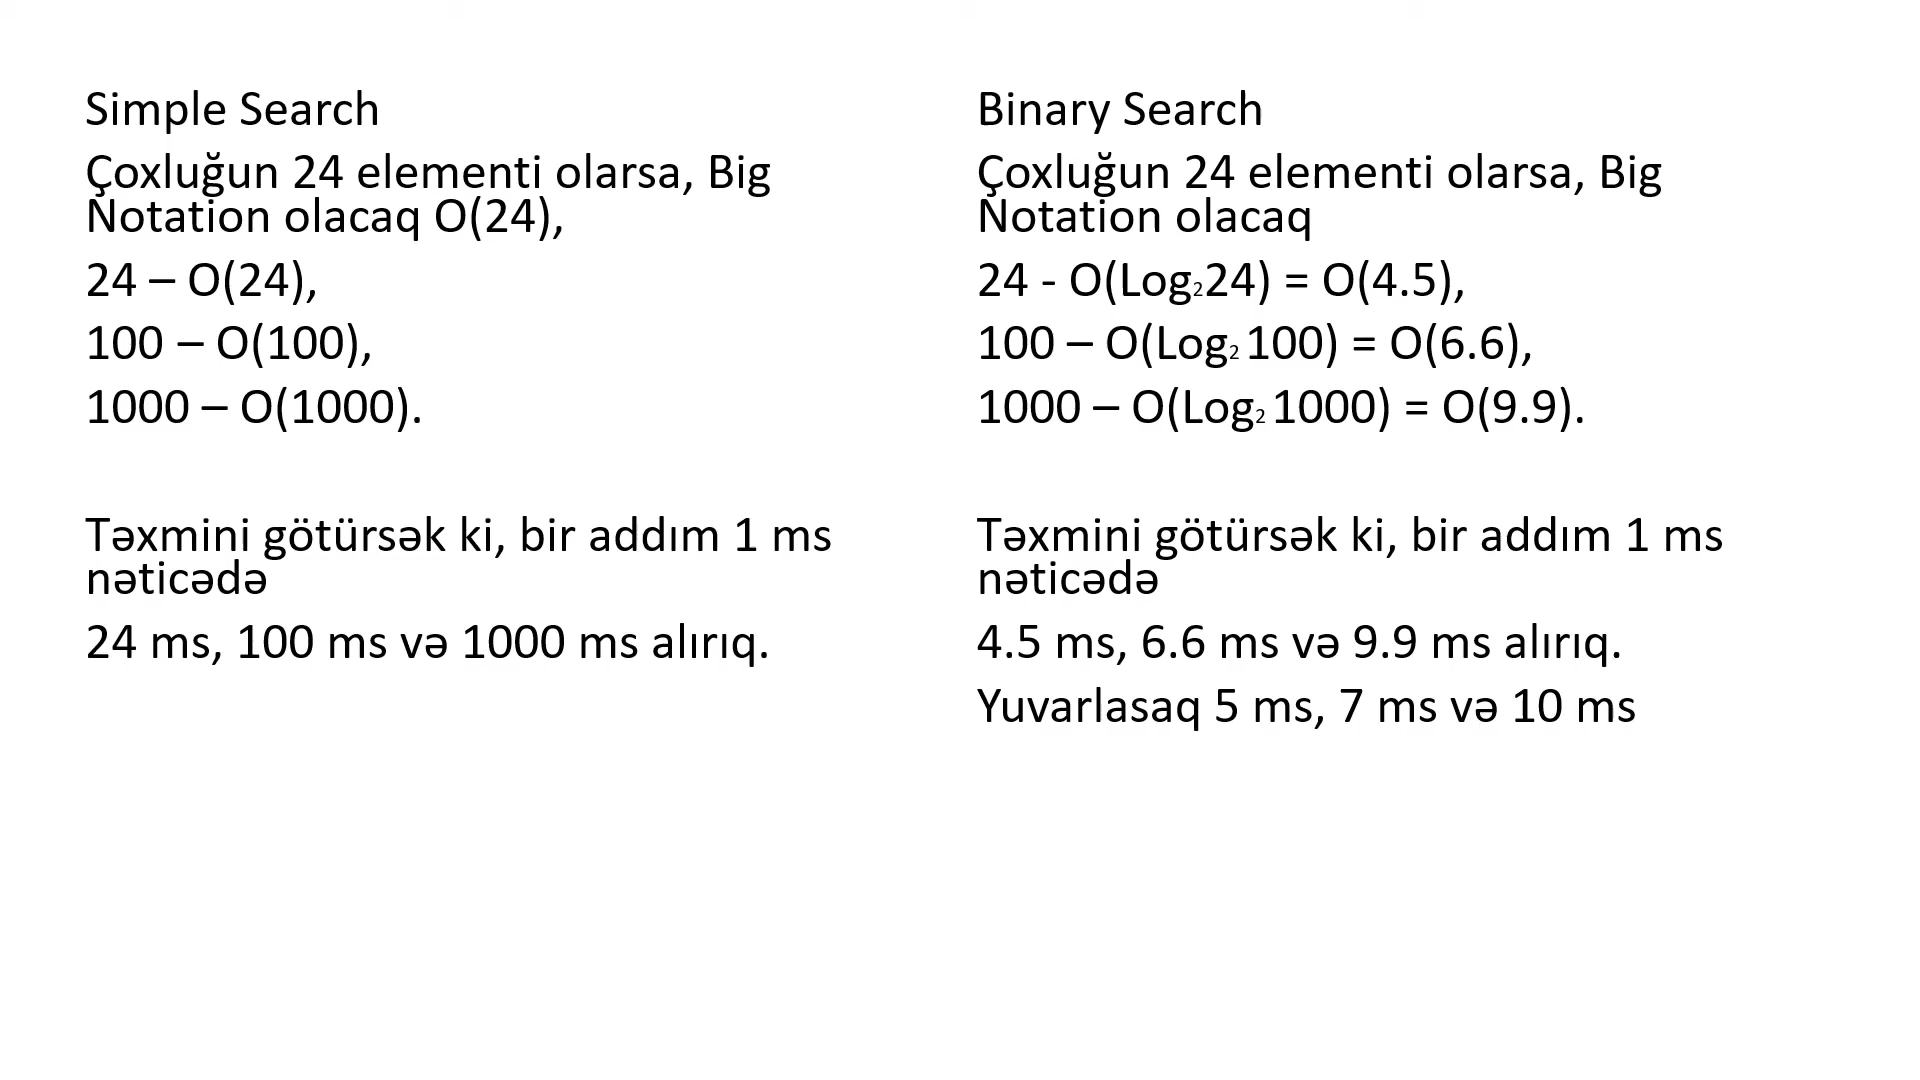 Simple Search
Çoxluğun 24 elementi olarsa, Big
Notation olacaq O(24),
24 – O(24),
100 – O(100),
1000 – O(1000).
Təxmini götürsək ki, bir addım 1 ms
nəticədə
24 ms, 100 ms və 1000 ms alırıq.
Binary Search
Çoxluğun 24 elementi olarsa, Big
Notation olacaq
24 - O(Log₂24) = O(4.5),
100 – O(Log₂ 100) = O(6.6),
1000 – O(Log₂ 1000) = O(9.9).
Təxmini götürsək ki, bir addım 1 ms
nəticədə
4.5 ms, 6.6 ms və 9.9 ms alırıq.
Yuvarlasaq 5 ms, 7 ms və 10 ms